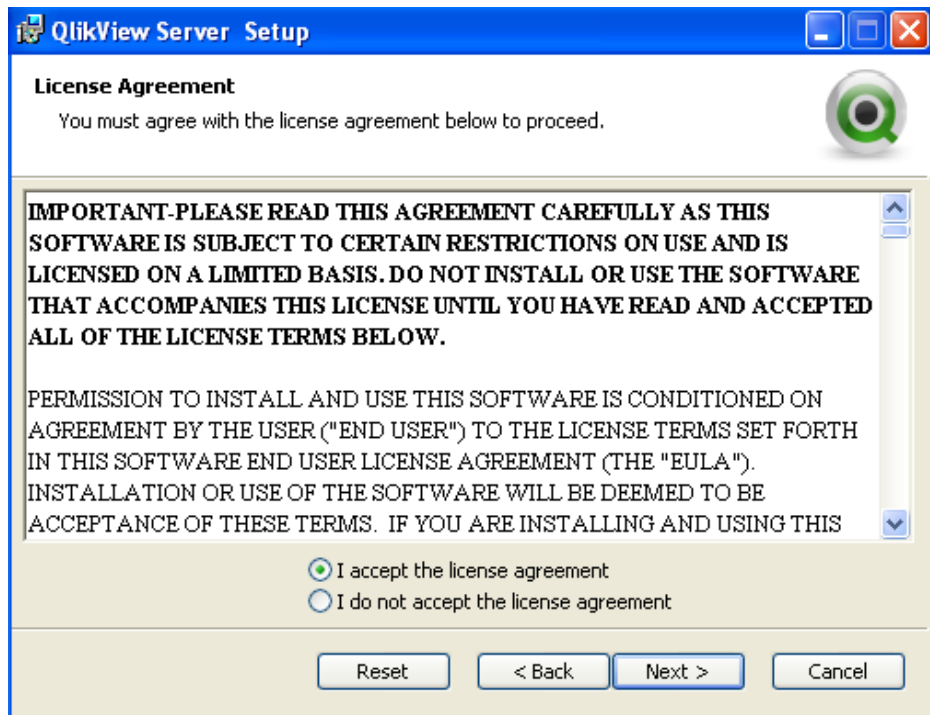 QlikView Server  Setup
License Agreement
You must agree with the license agreement below to proceed.
IMPORTANT-PLEASE READ THIS AGREEMENT CAREFULLY AS THIS
SOFTWARE IS SUBJECT TO CERTAIN RESTRICTIONS ON USE AND IS
LICENSED ON A LIMITED BASIS. DO NOT INSTALL OR USE THE SOFTWARE
THAT ACCOMPANIES THIS LICENSE UNTIL YOU HAVE READ AND ACCEPTED
ALL OF THE LICENSE TERMS BELOW.
PERMISSION TO INSTALL AND USE THIS SOFTWARE IS CONDITIONED ON
AGREEMENT BY THE USER ("END USER") TO THE LICENSE TERMS SET FORTH
IN THIS SOFTWARE END USER LICENSE AGREEMENT (THE "EULA").
INSTALLATION OR USE OF THE SOFTWARE WILL BE DEEMED TO BE
ACCEPTANCE OF THESE TERMS.  IF YOU ARE INSTALLING AND USING THIS
I accept the license agreement
I do not accept the license agreement
Reset < Back Next > Cancel